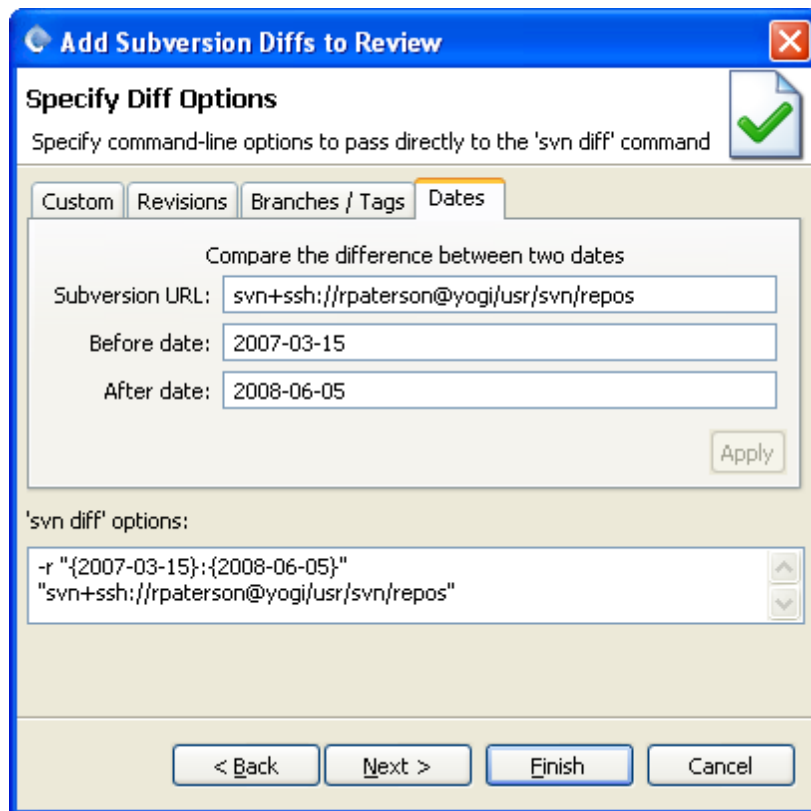 Add Subversion Diffs to Review
Specify Diff Options
Specify command-line options to pass directly to the 'svn diff' command
Custom Revisions Branches / Tags Dates
Compare the difference between two dates
Subversion URL: svn+ssh://rpaterson@yogi/usr/svn/repos
Before date: 2007-03-15
After date: 2008-06-05
Apply
'svn diff' options:
-r "{2007-03-15}:{2008-06-05}"
"svn+ssh://rpaterson@yogi/usr/svn/repos"
< Back Next > Finish Cancel